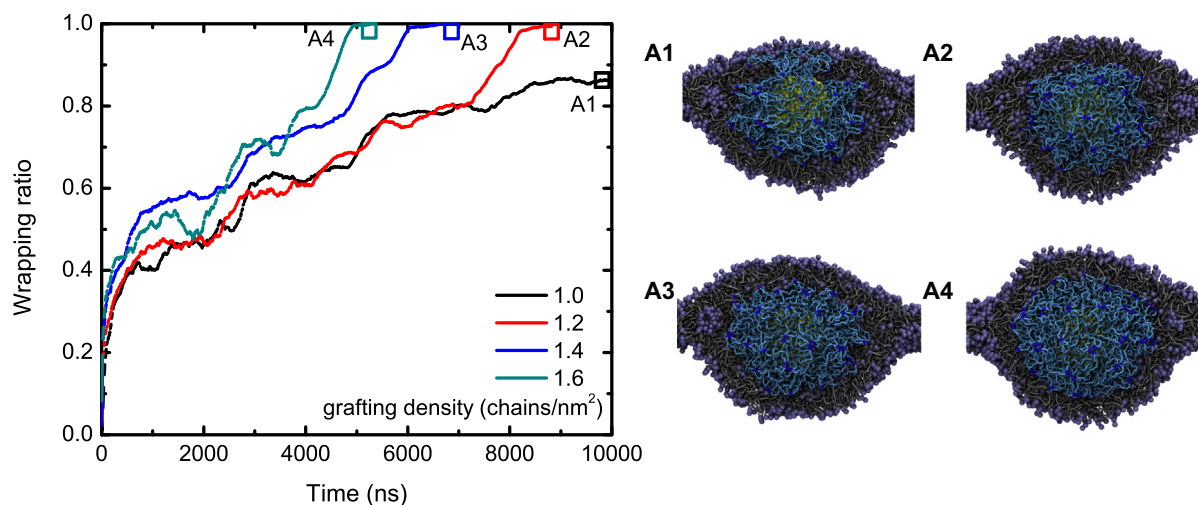 Wrapping ratio
1.0
0.8
0.6
0.4
0.2
0.0
A4
A3
A2
A1
1.0
1.2
1.4
1.6
grafting density (chains/nm²)
0 2000 4000 6000 8000 10000
Time (ns)
A1 A2
A3 A4